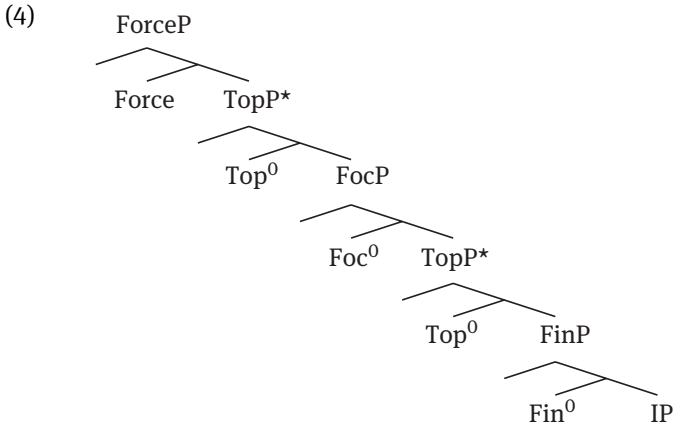 (4)
ForceP
Force TopP*
Top⁰ FocP
Foc⁰ TopP*
Top⁰ FinP
Fin⁰ IP